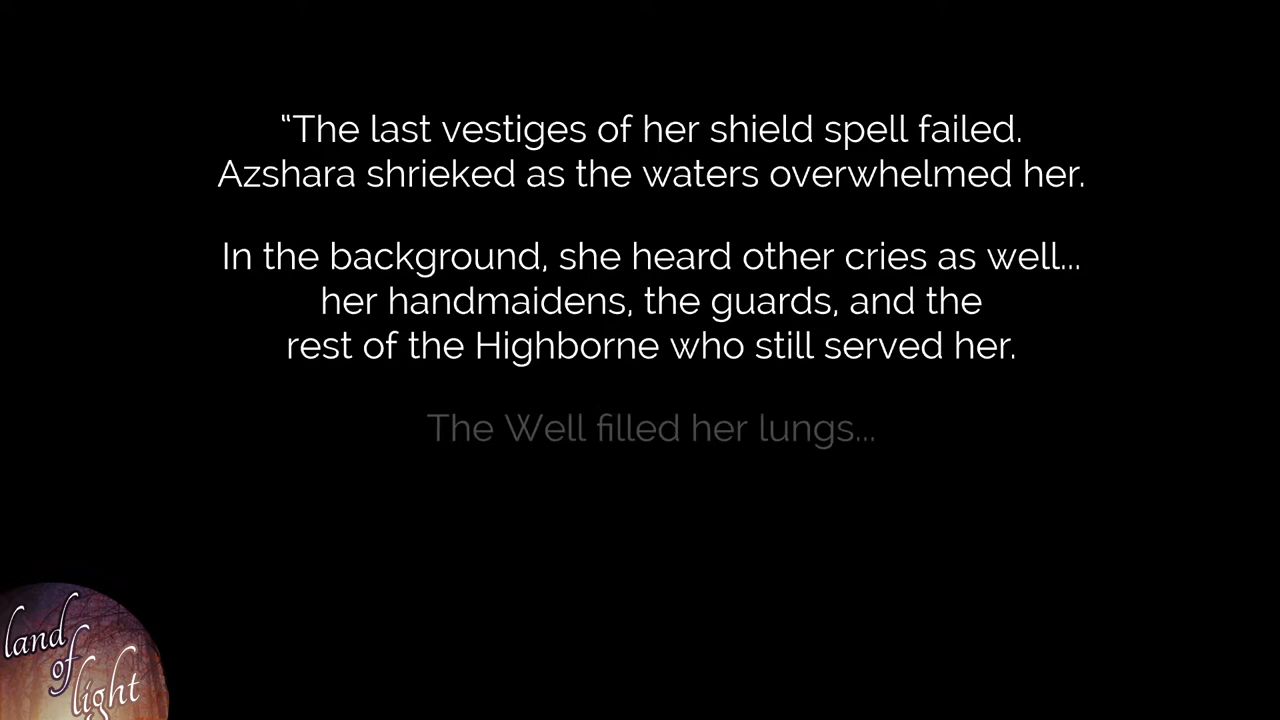 “The last vestiges of her shield spell failed.
Azshara shrieked as the waters overwhelmed her.
In the background, she heard other cries as well...
her handmaidens, the guards, and the
rest of the Highborne who still served her.
The Well filled her lungs...
land
of
light